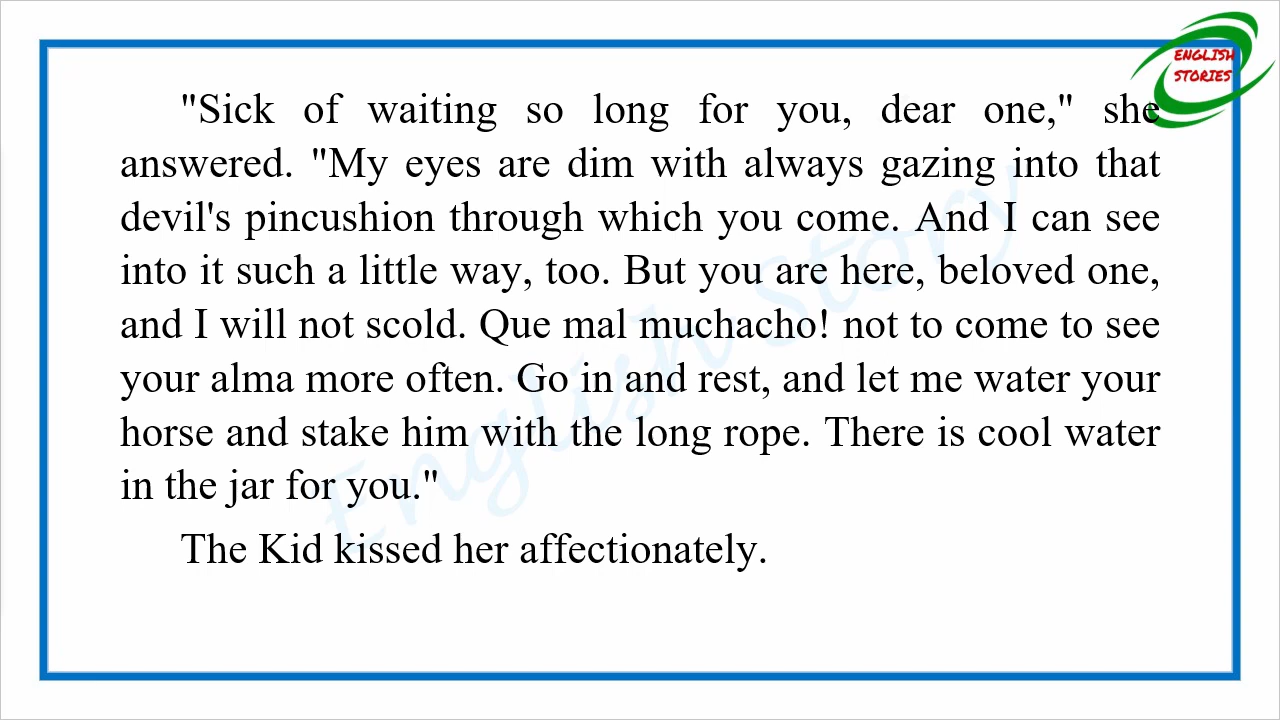 ENGLISH
STORIES
"Sick of waiting so long for you, dear one," she
answered. "My eyes are dim with always gazing into that
devil's pincushion through which you come. And I can see
into it such a little way, too. But you are here, beloved one,
and I will not scold. Que mal muchacho! not to come to see
your alma more often. Go in and rest, and let me water your
horse and stake him with the long rope. There is cool water
in the jar for you."
The Kid kissed her affectionately.
English Story